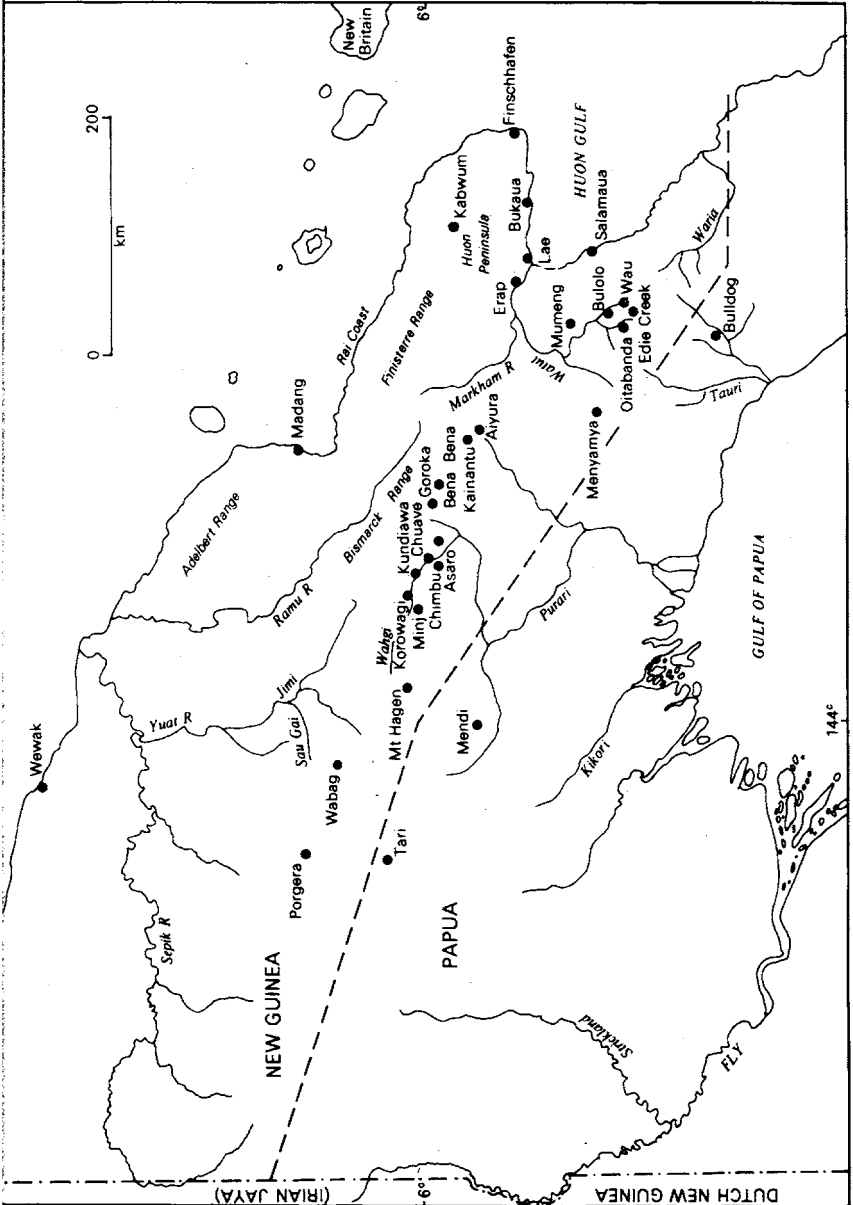 DUTCH NEW GUINEA
(IRIAN JAYA)
NEW GUINEA
PAPUA
FLY
Strickland
Sepik R
Porgera
Tari
Wabag
Wewak
144°
6°
Yuat R
Sau Gai
Jimi
Mt Hagen
Mendi
Kikori
Wahgi
Korowagi
Minj
Kundiawa
Chuave
Chimbu
Asaro
Goroka
Bena Bena
Kainantu
Aiyura
Purari
GULF OF PAPUA
Ramu R
Bismarck Range
Adelbert Range
Madang
Rai Coast
Finisterre Range
Markham R
Erap
Lae
Bukaua
Finschhafen
Kabwum
Huon
Peninsula
New
Britain
HUON GULF
Salamaua
Mumeng
Watut
Bulolo
Wau
Edie Creek
Oitabanda
Menyamya
Tauri
Bulldog
Waria
0
km
200
6°